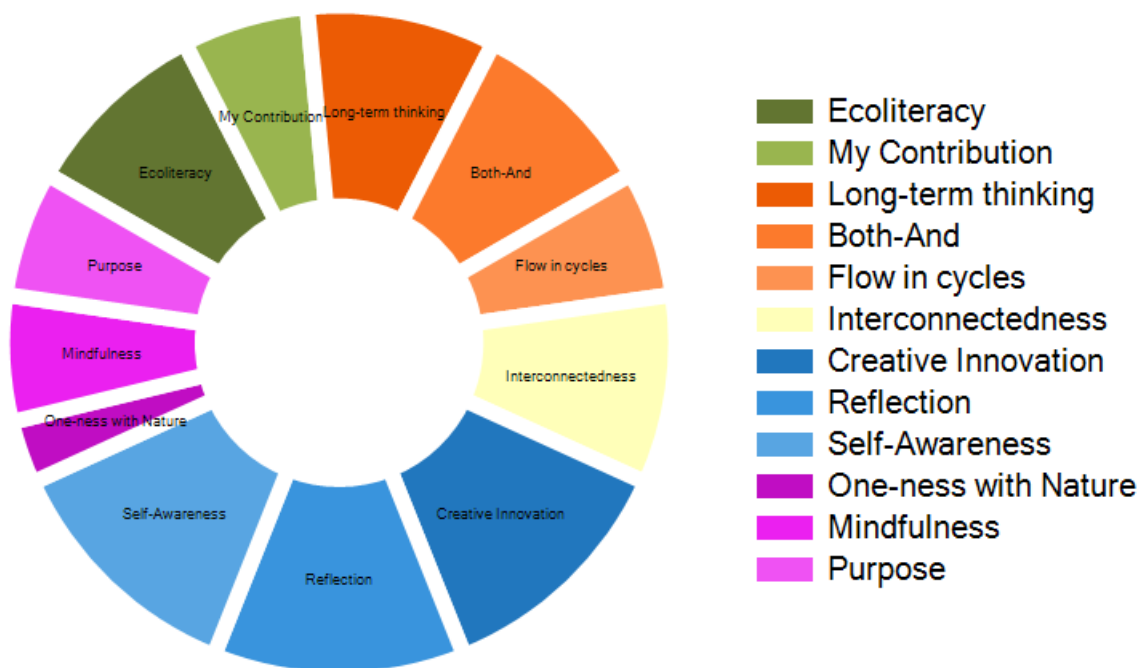 My Contribution
Long-term thinking
Ecoliteracy
Both-And
Purpose
Flow in cycles
Mindfulness
Interconnectedness
One-ness with Nature
Self-Awareness
Creative Innovation
Reflection
Ecoliteracy
My Contribution
Long-term thinking
Both-And
Flow in cycles
Interconnectedness
Creative Innovation
Reflection
Self-Awareness
One-ness with Nature
Mindfulness
Purpose